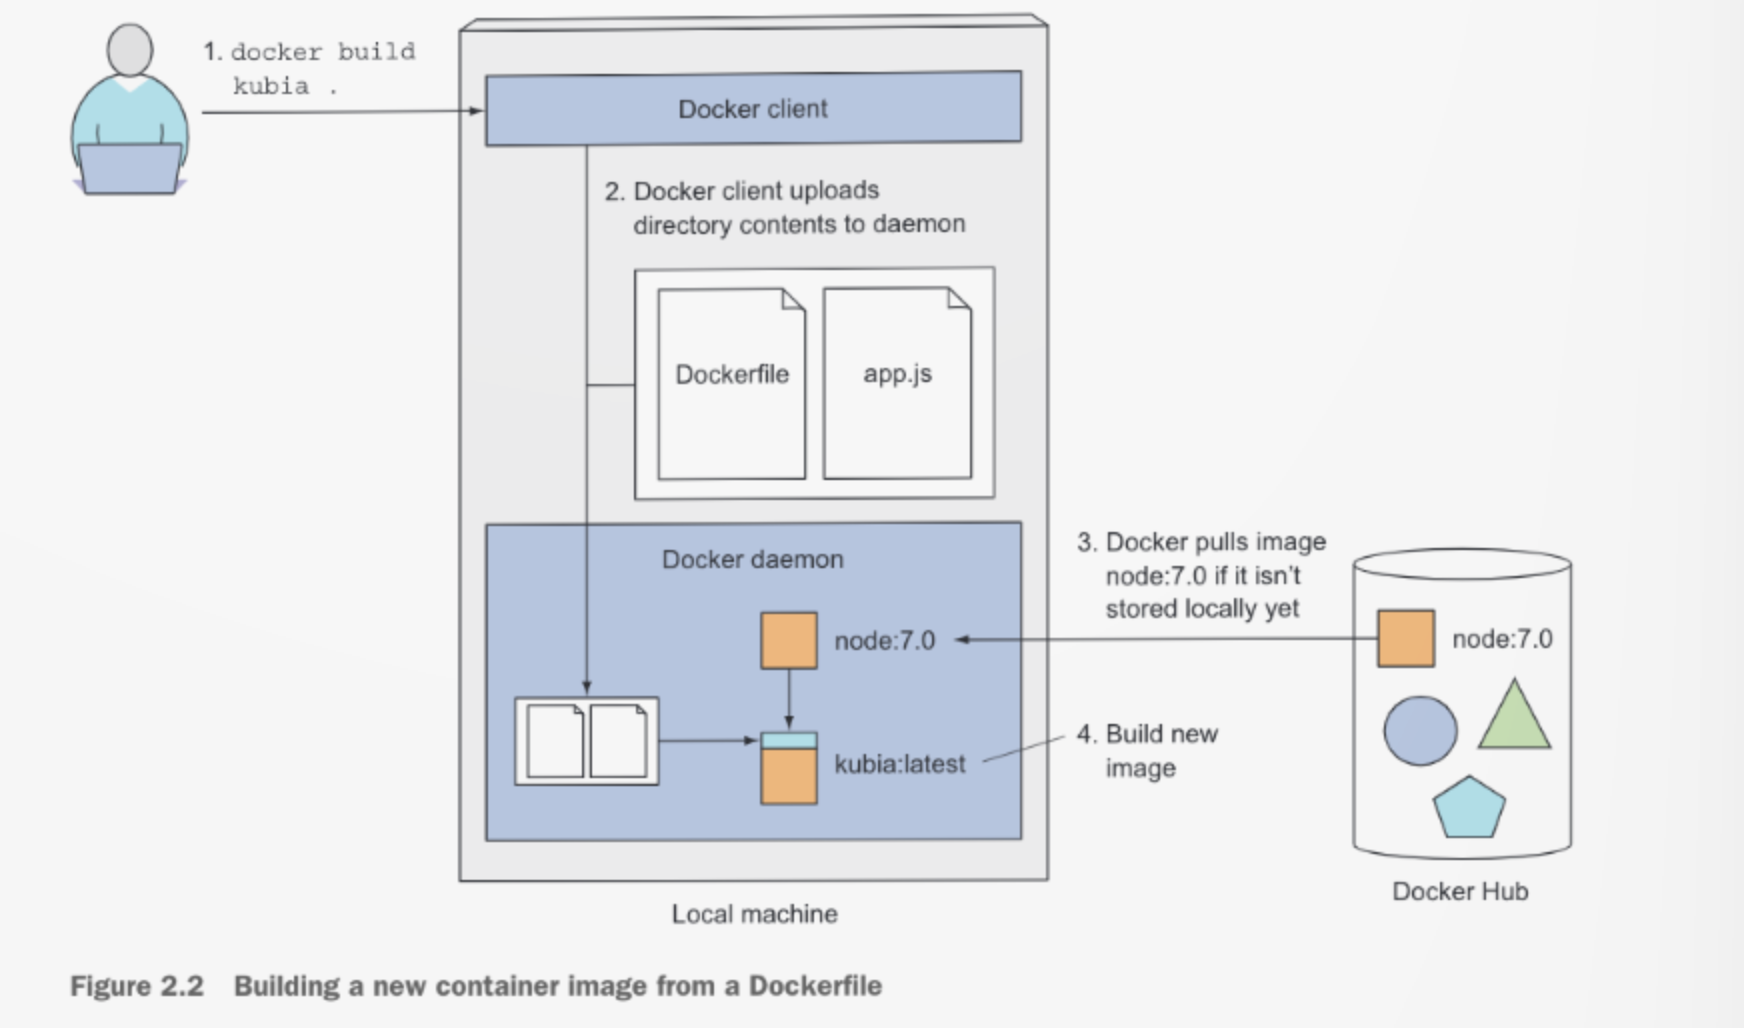 1. docker build
kubia .
Docker client
2. Docker client uploads
directory contents to daemon
Dockerfile
app.js
Docker daemon
3. Docker pulls image
node:7.0 if it isn't
stored locally yet
node:7.0
node:7.0
kubia:latest
4. Build new
image
Docker Hub
Local machine
Figure 2.2 Building a new container image from a Dockerfile